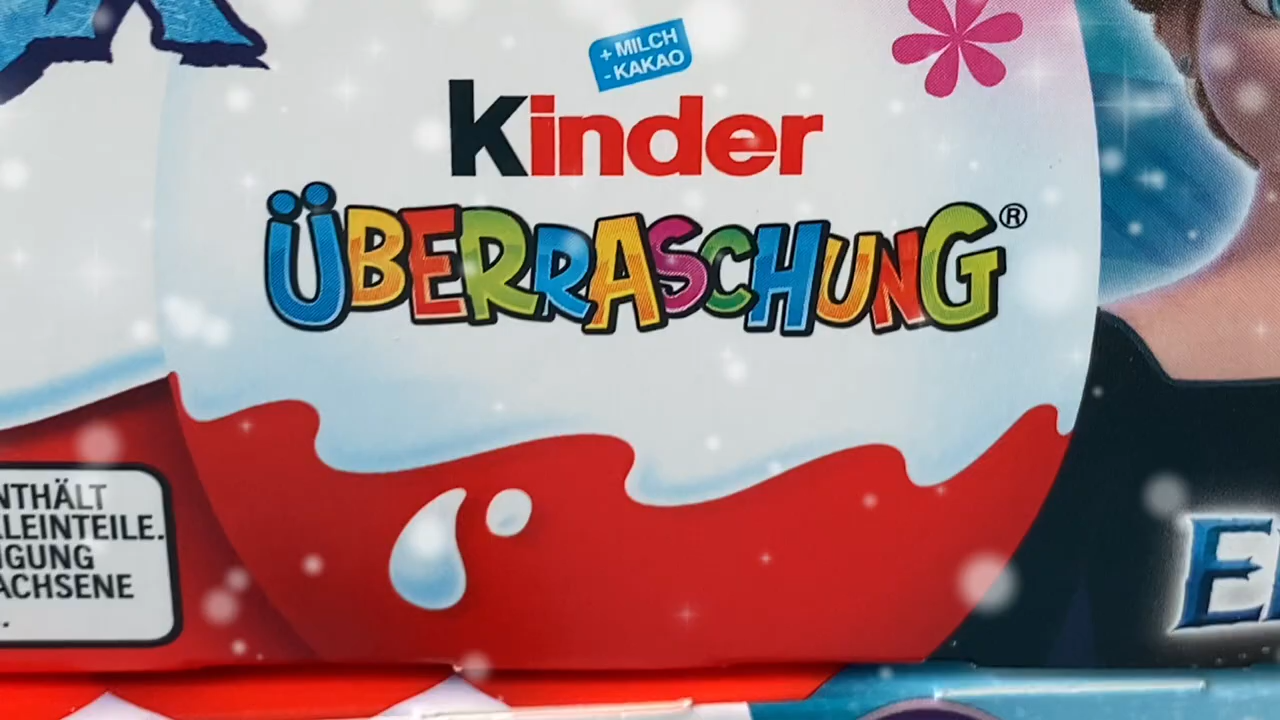 + MILCH
- KAKAO
Kinder
ÜBERRASCHUNG®
NTHÄLT
LEINTEILE.
IGUNG
ACHSENE
.